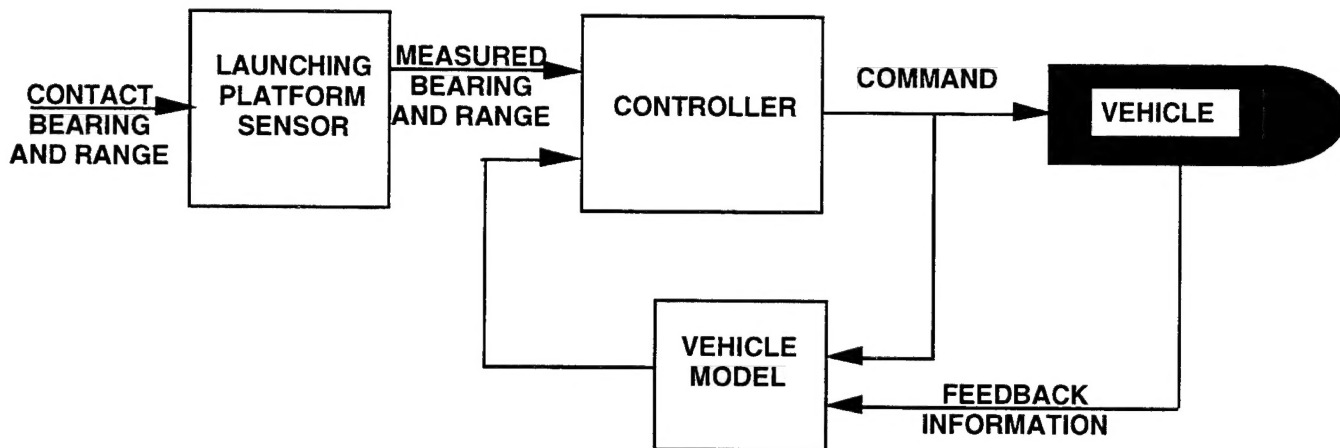 CONTACT
BEARING
AND RANGE
LAUNCHING
PLATFORM
SENSOR
MEASURED
BEARING
AND RANGE
CONTROLLER
COMMAND
VEHICLE
VEHICLE
MODEL
FEEDBACK
INFORMATION